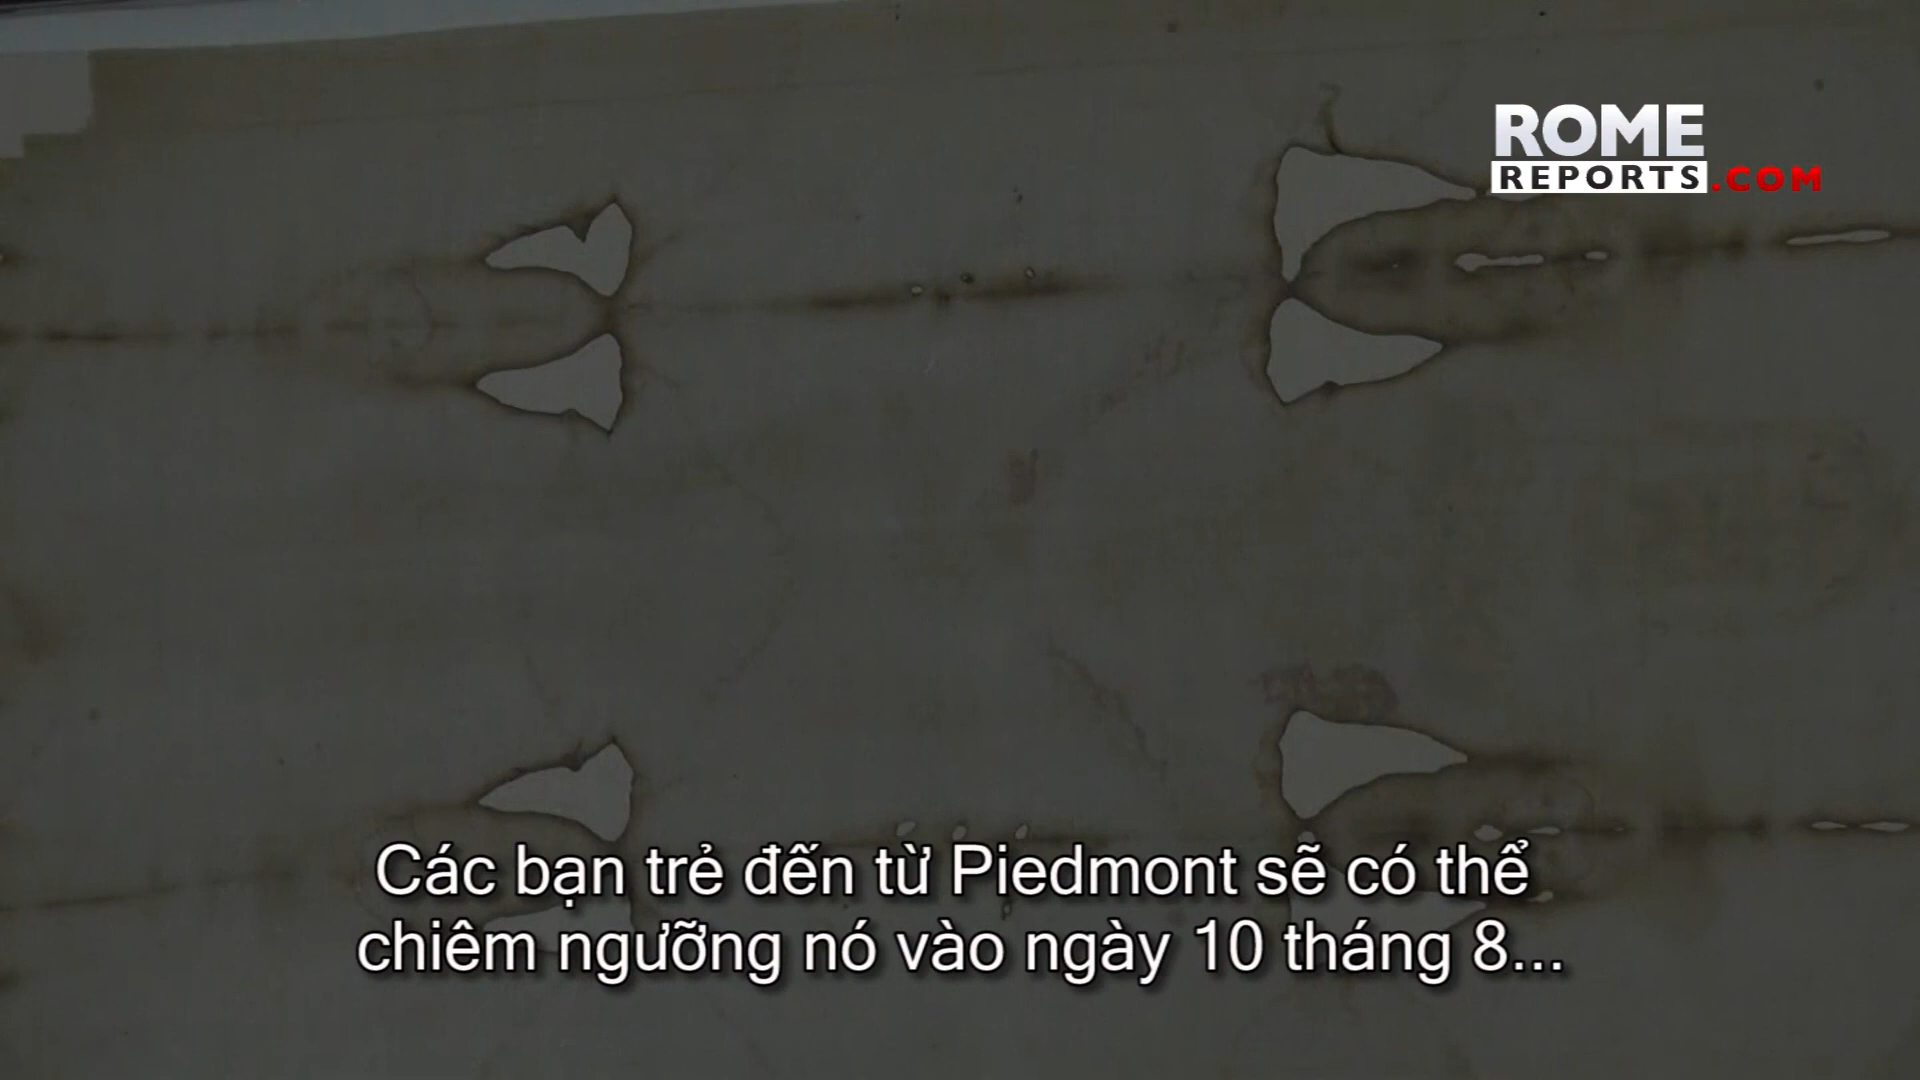 ROME
REPORTS.COM
Các bạn trẻ đến từ Piedmont sẽ có thể
chiêm ngưỡng nó vào ngày 10 tháng 8...